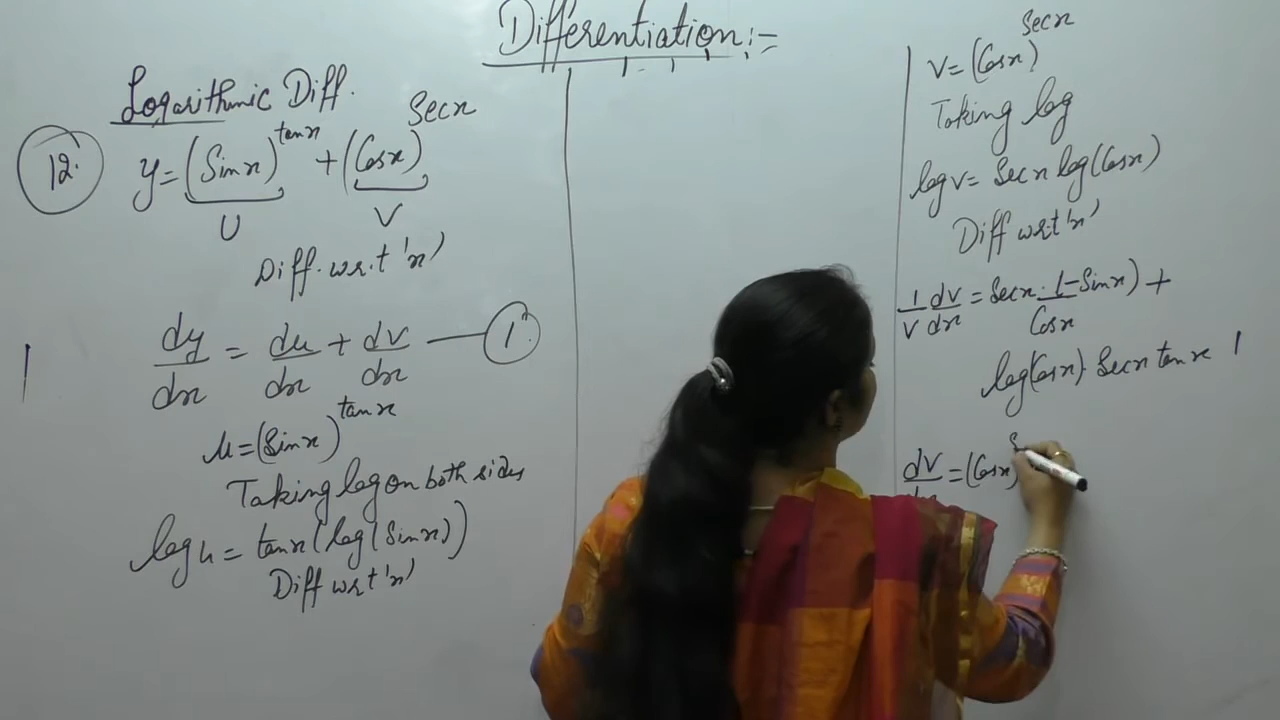 Differentiation :-
Logarithmic Diff.
12. y = (Sinx)^tanx + (Cosx)^Secx
U V
Diff. w.r.t 'x'
dy/dx = du/dx + dv/dx — 1.
u = (Sinx)^tanx
Taking log on both sides
log u = tanx (log (Sinx))
Diff w.r.t 'x'
V = (Cosx)^Secx
Taking log
log v = Secx log (Cosx)
Diff w.r.t 'x'
1/V dV/dx = Secx . (-Sinx)/Cosx +
log(Cosx). Secx tanx
dV/dx = (Cosx)^S